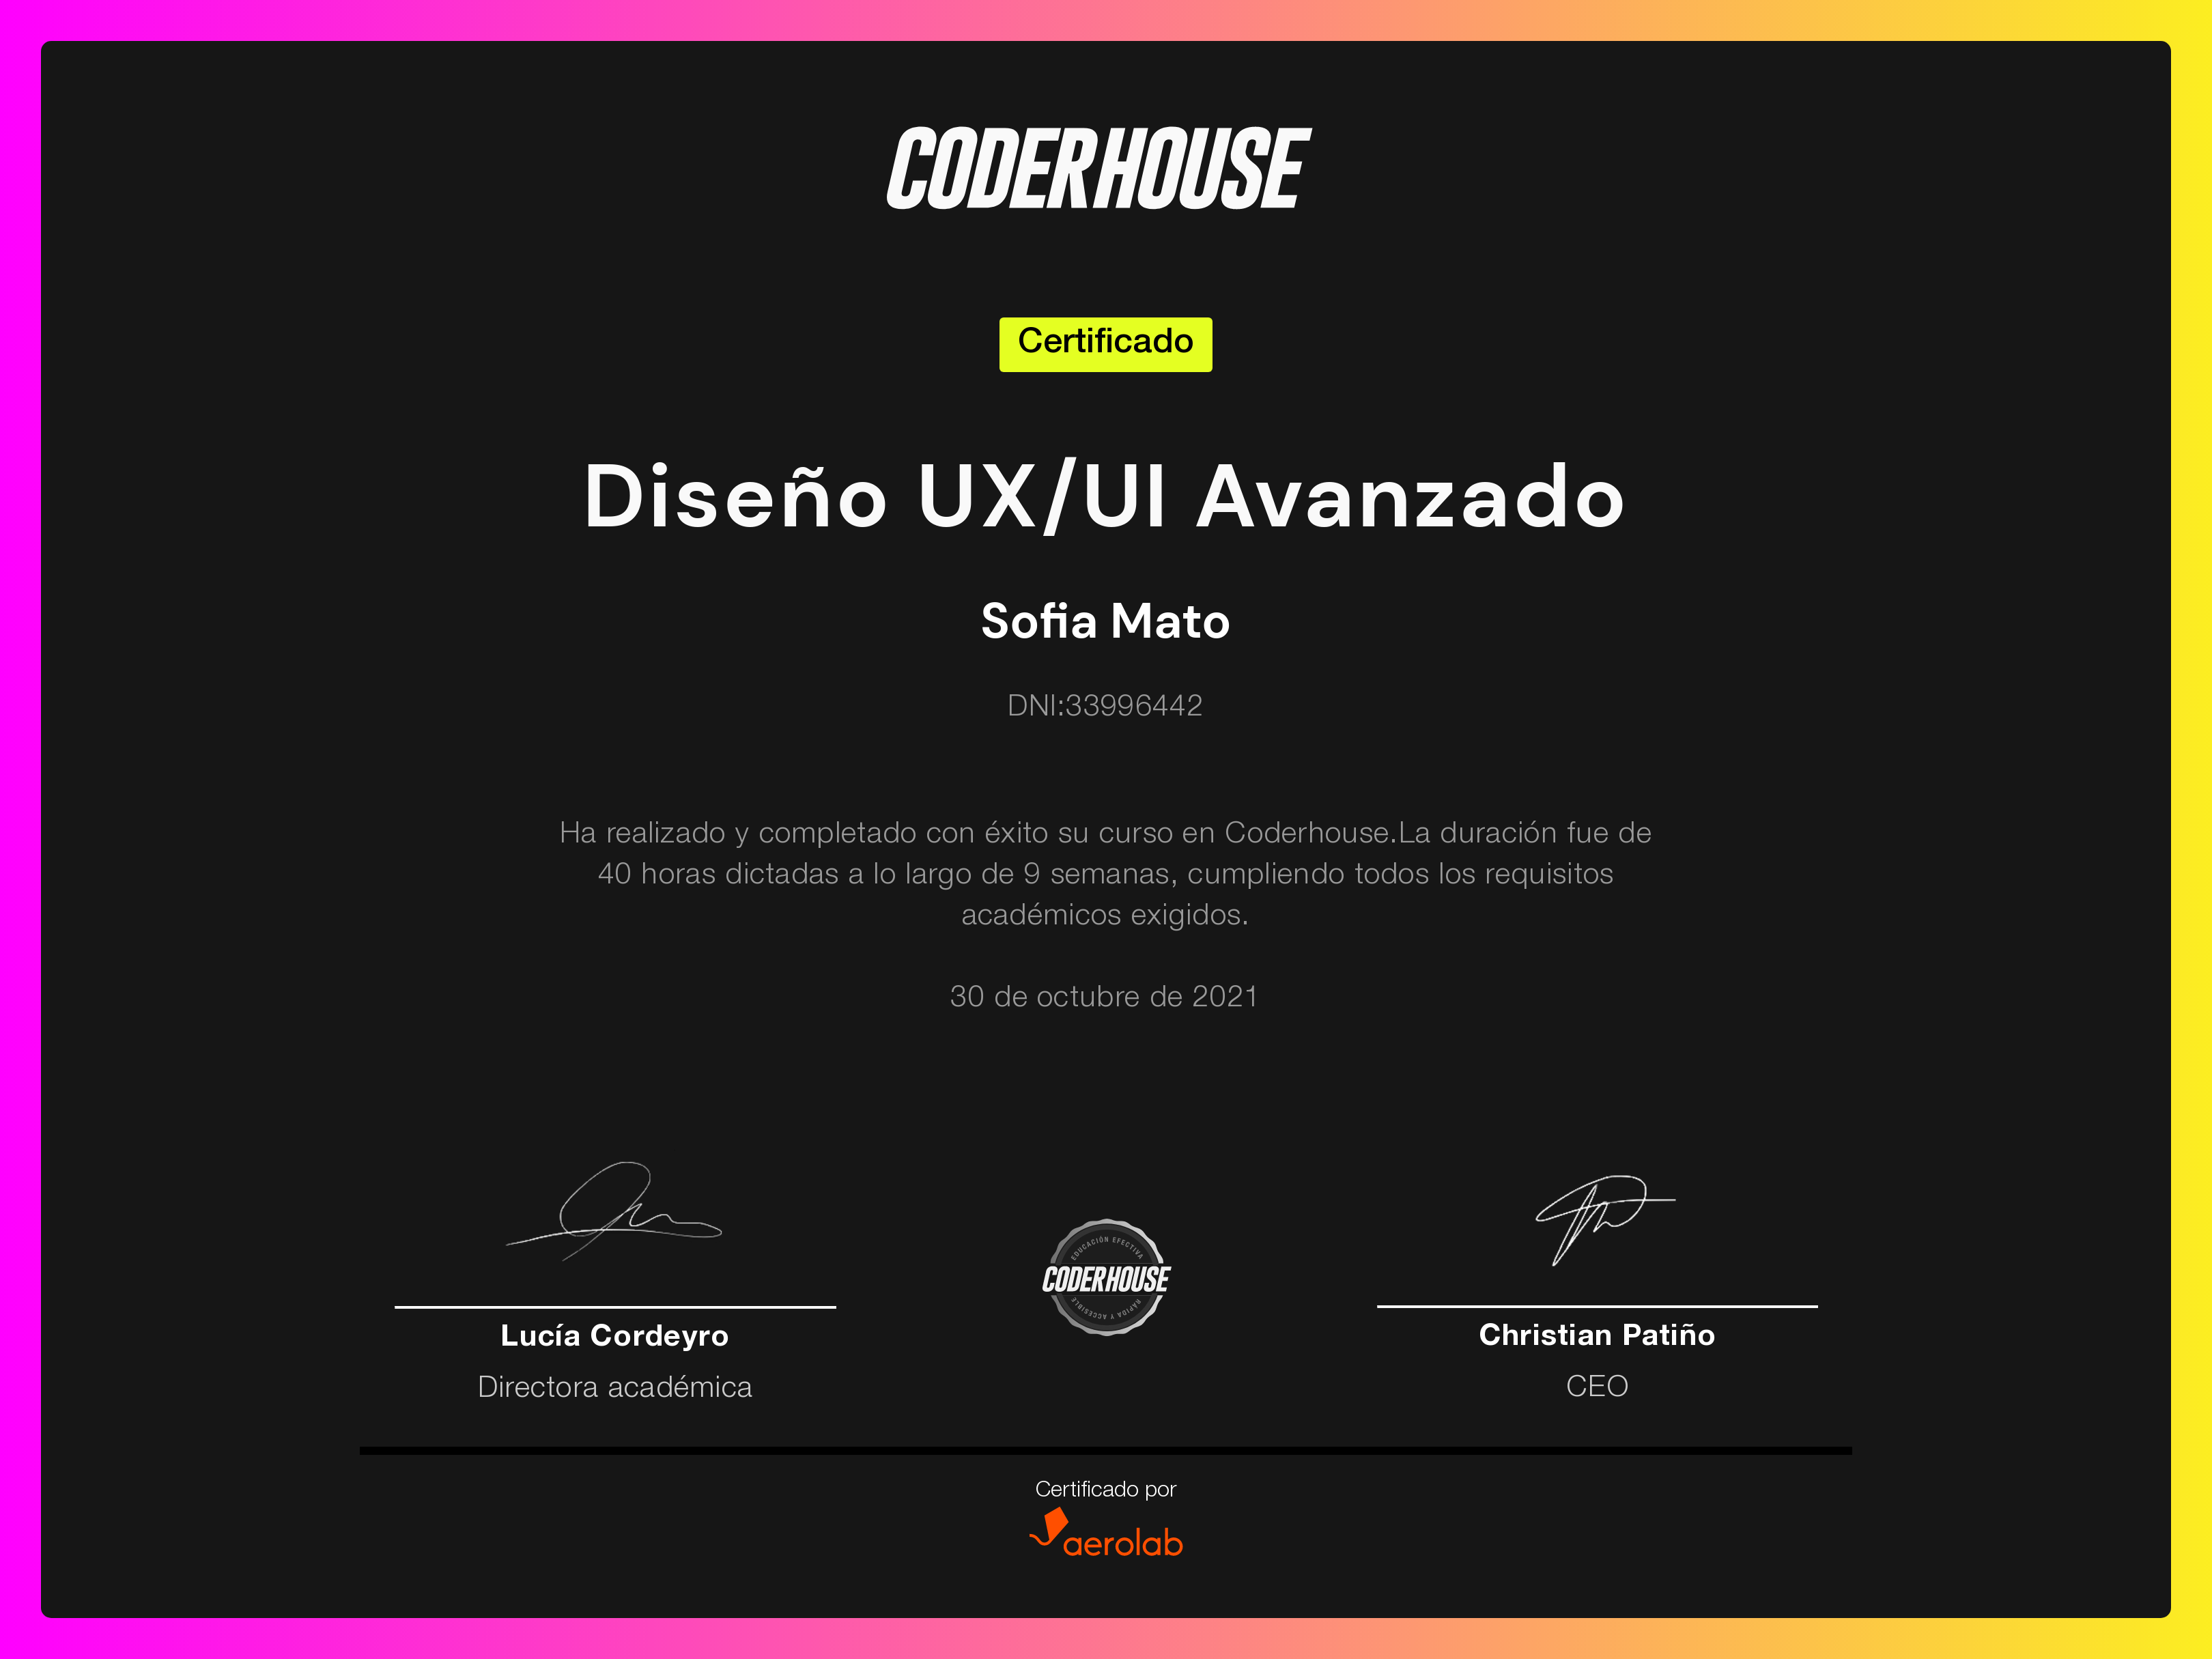 CODERHOUSE
Certificado
Diseño UX/UI Avanzado
Sofia Mato
DNI:33996442
Ha realizado y completado con éxito su curso en Coderhouse.La duración fue de
40 horas dictadas a lo largo de 9 semanas, cumpliendo todos los requisitos
académicos exigidos.
30 de octubre de 2021
EDUCACIÓN EFECTIVA
CODERHOUSE
RÁPIDA Y ACCESIBLE
Lucía Cordeyro
Directora académica
Christian Patiño
CEO
Certificado por
aerolab